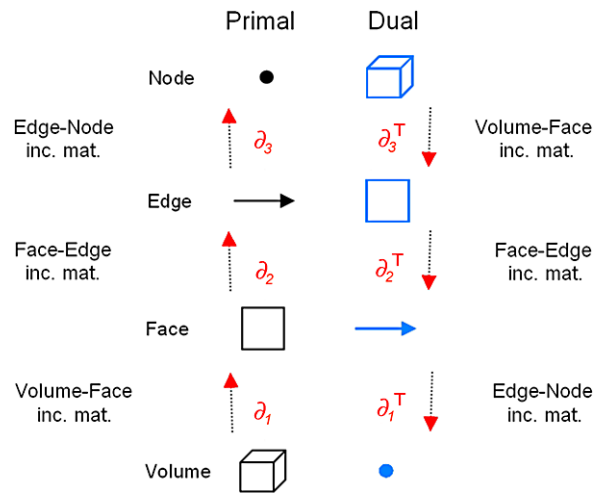 Primal Dual
Node
Edge-Node
inc. mat.
∂3
∂3T
Volume-Face
inc. mat.
Edge
Face-Edge
inc. mat.
∂2
∂2T
Face-Edge
inc. mat.
Face
Volume-Face
inc. mat.
∂1
∂1T
Edge-Node
inc. mat.
Volume